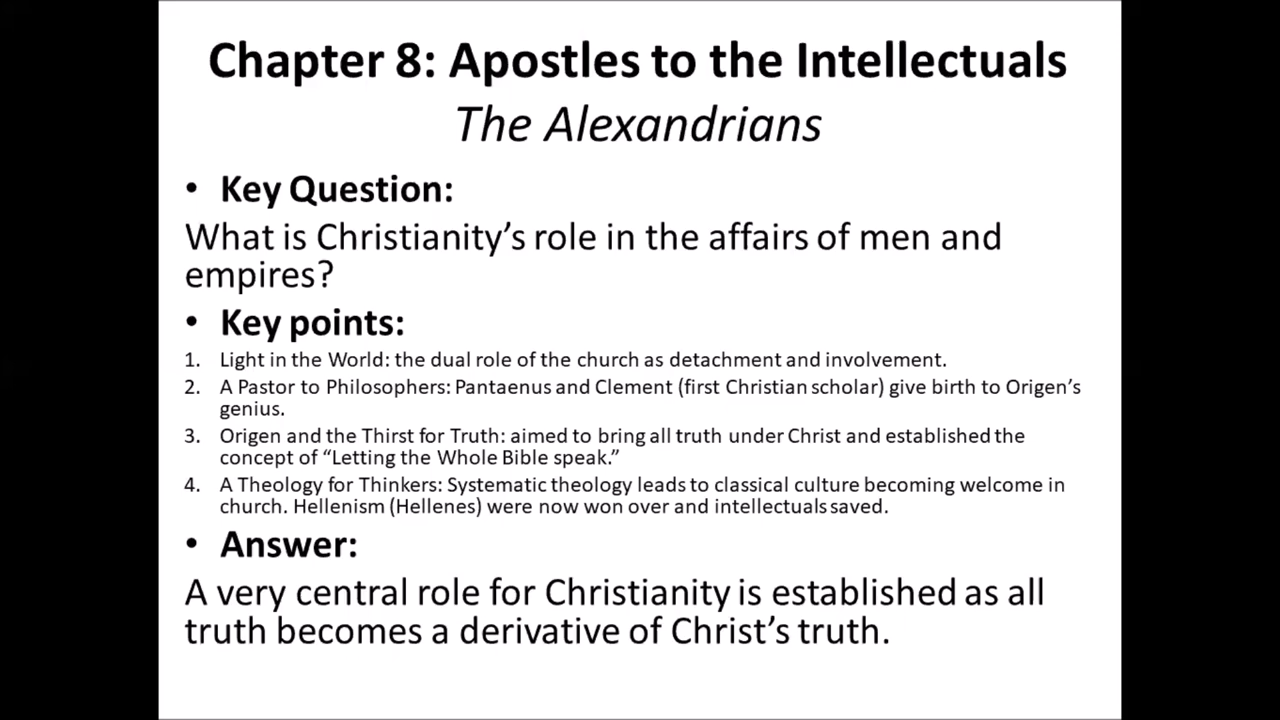 Chapter 8: Apostles to the Intellectuals
The Alexandrians
• Key Question:
What is Christianity’s role in the affairs of men and
empires?
• Key points:
1. Light in the World: the dual role of the church as detachment and involvement.
2. A Pastor to Philosophers: Pantaenus and Clement (first Christian scholar) give birth to Origen’s
genius.
3. Origen and the Thirst for Truth: aimed to bring all truth under Christ and established the
concept of “Letting the Whole Bible speak.”
4. A Theology for Thinkers: Systematic theology leads to classical culture becoming welcome in
church. Hellenism (Hellenes) were now won over and intellectuals saved.
• Answer:
A very central role for Christianity is established as all
truth becomes a derivative of Christ’s truth.